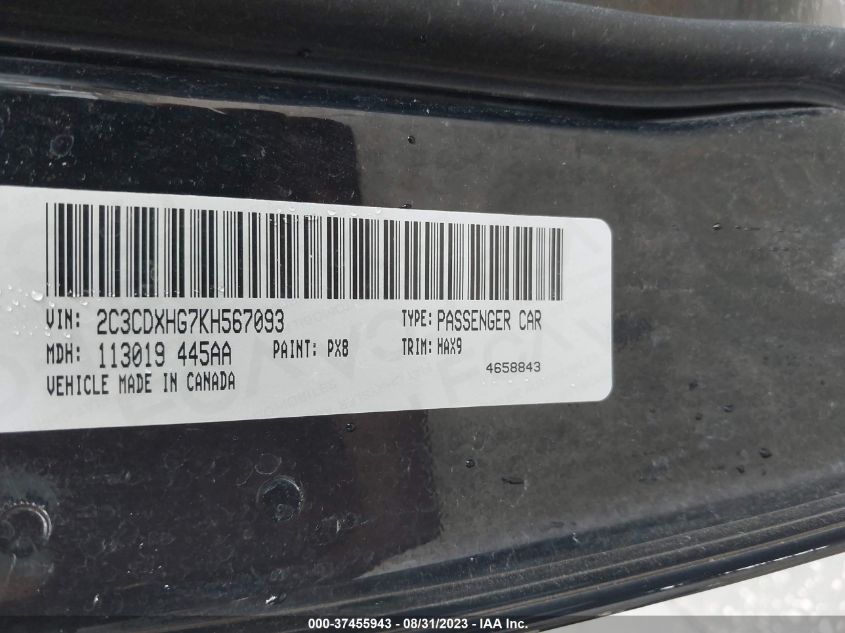 VIN: 2C3CDXHG7KH567093 TYPE: PASSENGER CAR
MDH: 113019 445AA PAINT: PX8 TRIM: HAX9
VEHICLE MADE IN CANADA 4658843
000-37455943 - 08/31/2023 - IAA Inc.